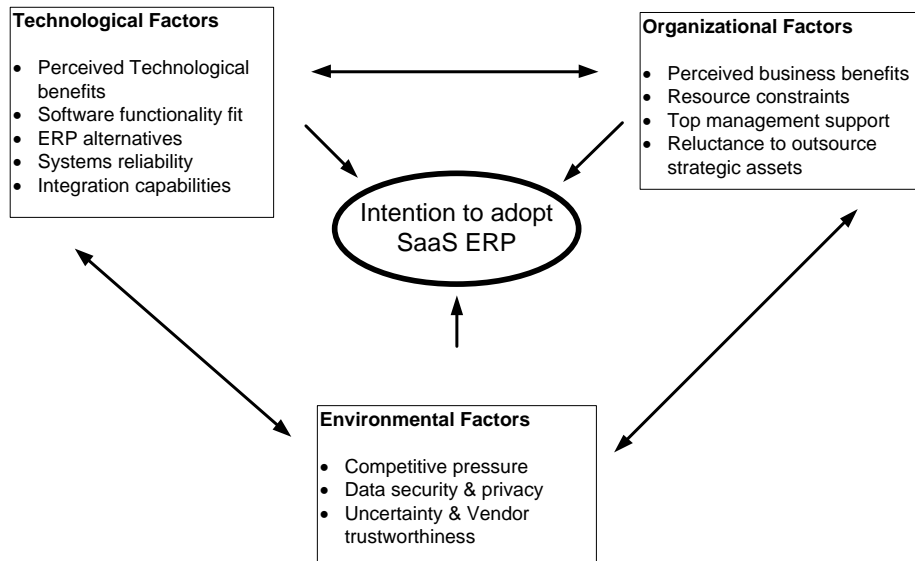 Technological Factors
• Perceived Technological
benefits
• Software functionality fit
• ERP alternatives
• Systems reliability
• Integration capabilities
Organizational Factors
• Perceived business benefits
• Resource constraints
• Top management support
• Reluctance to outsource
strategic assets
Intention to adopt
SaaS ERP
Environmental Factors
• Competitive pressure
• Data security & privacy
• Uncertainty & Vendor
trustworthiness